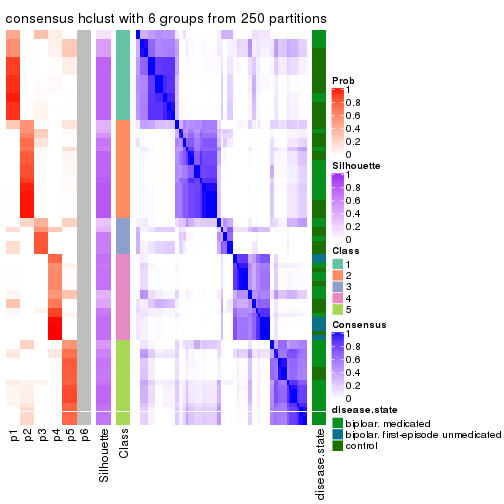 consensus hclust with 6 groups from 250 partitions
Prob
1
0.8
0.6
0.4
0.2
0
Silhouette
1
0.8
0.6
0.4
0.2
0
Class
1
2
3
4
5
Consensus
1
0.8
0.6
0.4
0.2
0
disease.state
biploar. medicated
bipolar. first-episode unmedicated
control
p1
p2
p3
p4
p5
p6
Silhouette
Class
disease.state